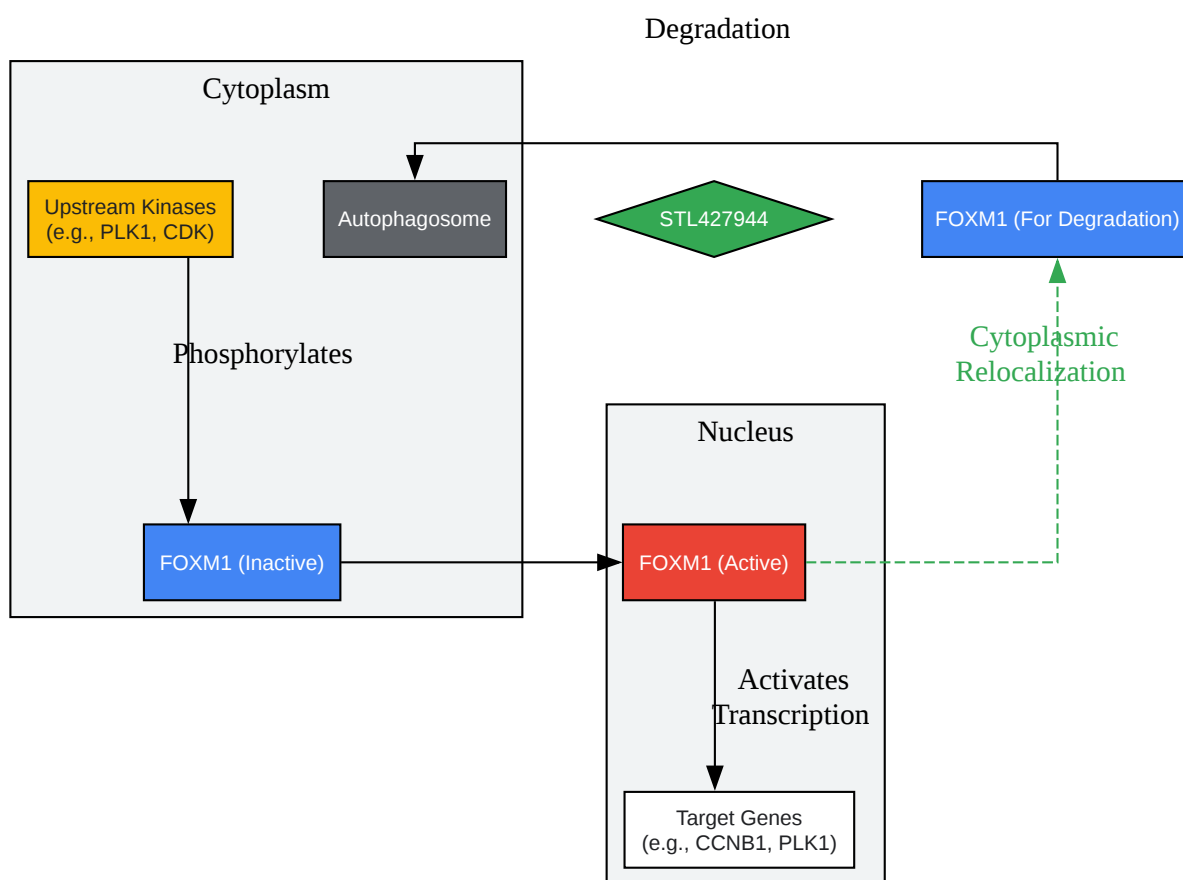 Degradation
Cytoplasm
Upstream Kinases
(e.g., PLK1, CDK)
Autophagosome
STL427944
FOXM1 (For Degradation)
Phosphorylates
Cytoplasmic
Relocalization
Nucleus
FOXM1 (Inactive)
FOXM1 (Active)
Activates
Transcription
Target Genes
(e.g., CCNB1, PLK1)